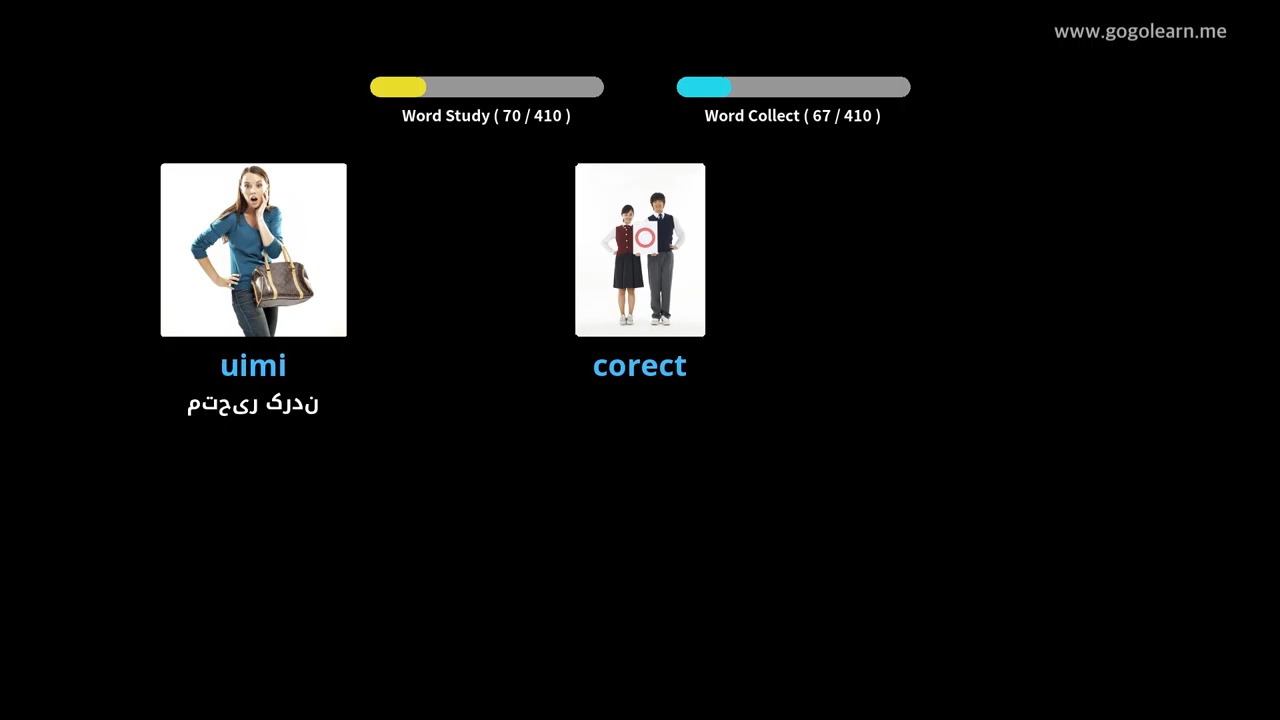 www.gogolearn.me
Word Study ( 70 / 410 )
Word Collect ( 67 / 410 )
uimi
متحیر کردن
corect